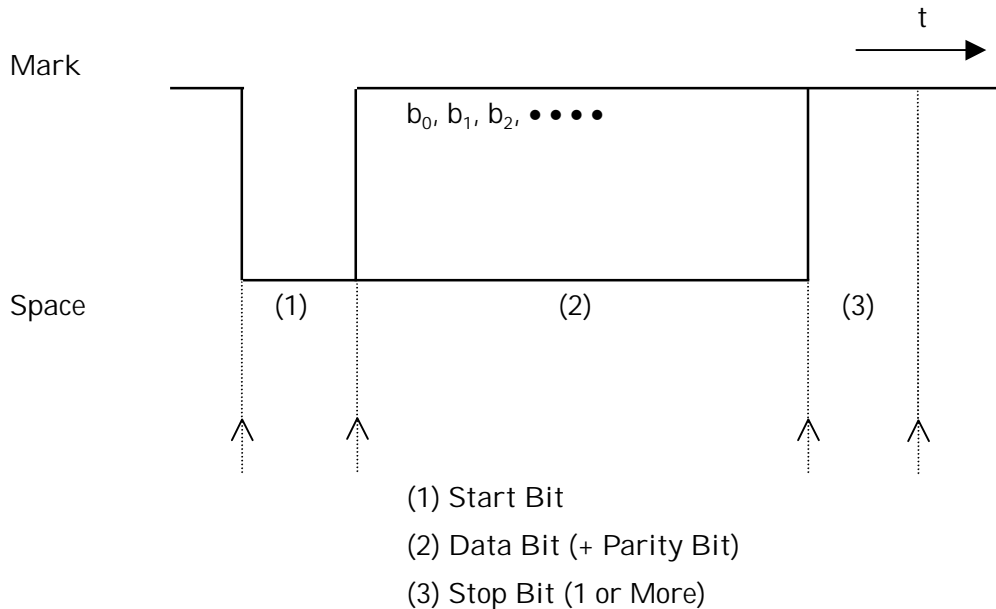 t
Mark
b₀, b₁, b₂, ••••
Space
(1)
(2)
(3)
(1) Start Bit
(2) Data Bit (+ Parity Bit)
(3) Stop Bit (1 or More)